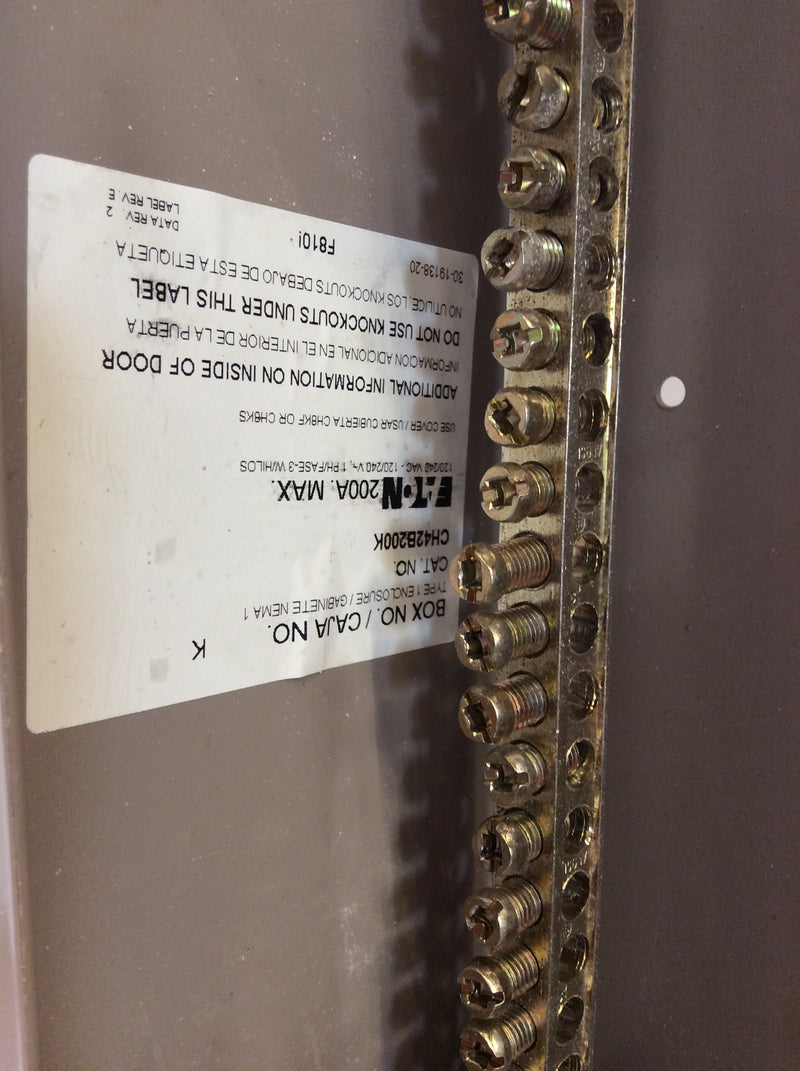 K
BOX NO. / CAJA NO.
TYPE 1 ENCLOSURE / GABINETE NEMA 1
CAT. NO.
CH42B200K
EATON 200A. MAX.
120/240 VAC - 120/240 V~, 1 PH/FASE-3 W/HILOS
USE COVER / USAR CUBIERTA CH8KF OR CH8KS
ADDITIONAL INFORMATION ON INSIDE OF DOOR
INFORMACION ADICIONAL EN EL INTERIOR DE LA PUERTA
DO NOT USE KNOCKOUTS UNDER THIS LABEL
NO UTILICE, LOS KNOCKOUTS DEBAJO DE ESTA ETIQUETA
30-19138-20
F810!
DATA REV. 2
LABEL REV. E